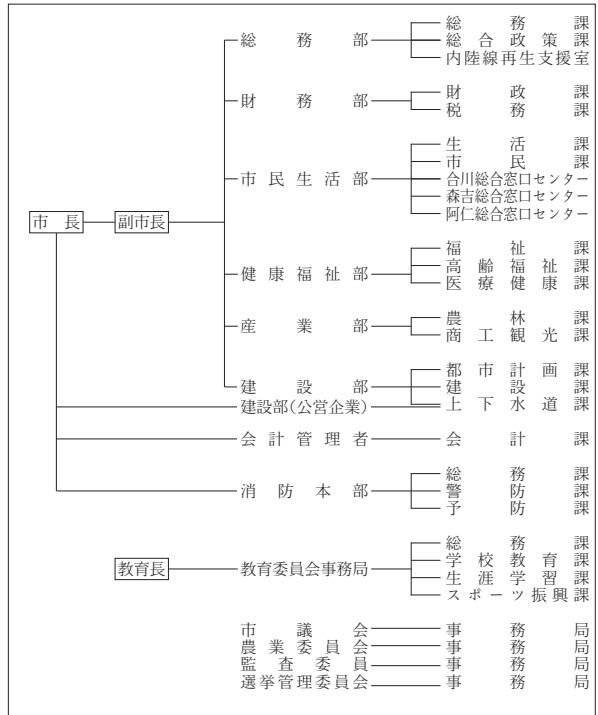 総務部 総務課
総合政策課
内陸線再生支援室
財務部 財政課
税務課
市民生活部 生活課
市民課
合川総合窓口センター
森吉総合窓口センター
阿仁総合窓口センター
市長 副市長
健康福祉部 福祉課
高齢福祉課
医療健康課
産業部 農林課
商工観光課
建設部 都市計画課
建設課
建設部(公営企業) 上下水道課
会計管理者 会計課
消防本部 総務課
警防課
予防課
教育長 教育委員会事務局 総務課
学校教育課
生涯学習課
スポーツ振興課
市議会 事務局
農業委員会 事務局
監査委員 事務局
選挙管理委員会 事務局